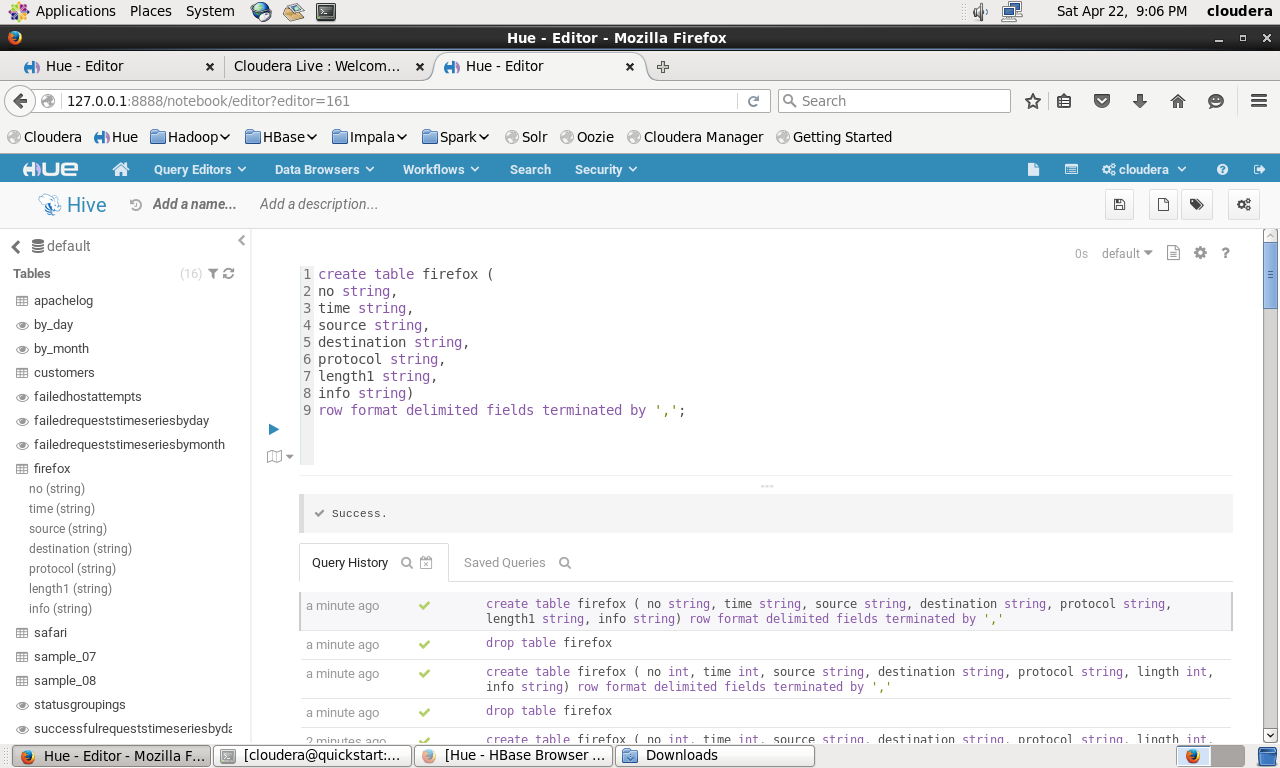 Applications Places System Sat Apr 22, 9:06 PM cloudera
Hue - Editor - Mozilla Firefox
Hue - Editor Cloudera Live : Welcom... Hue - Editor
127.0.0.1:8888/notebook/editor?editor=161 Search
Cloudera Hue Hadoop HBase Impala Spark Solr Oozie Cloudera Manager Getting Started
HUE Query Editors Data Browsers Workflows Search Security cloudera
Hive Add a name... Add a description...
default
0s default ?
Tables (16)
apachelog
by_day
by_month
customers
failedhostattempts
failedrequeststimeseriesbyday
failedrequeststimeseriesbymonth
firefox
no (string)
time (string)
source (string)
destination (string)
protocol (string)
length1 (string)
info (string)
safari
sample_07
sample_08
statusgroupings
successfulrequeststimeseriesbyda
1 create table firefox (
2 no string,
3 time string,
4 source string,
5 destination string,
6 protocol string,
7 length1 string,
8 info string)
9 row format delimited fields terminated by ',';
Success.
Query History Saved Queries
a minute ago create table firefox ( no string, time string, source string, destination string, protocol string,
length1 string, info string) row format delimited fields terminated by ','
a minute ago drop table firefox
a minute ago create table firefox ( no int, time int, source string, destination string, protocol string, lingth int,
info string) row format delimited fields terminated by ','
a minute ago drop table firefox
2 minutes ago create table firefox ( no int, time int, source string, destination string, protocol string, lingth int,
Hue - Editor - Mozilla F... [cloudera@quickstart:... [Hue - HBase Browser ... Downloads